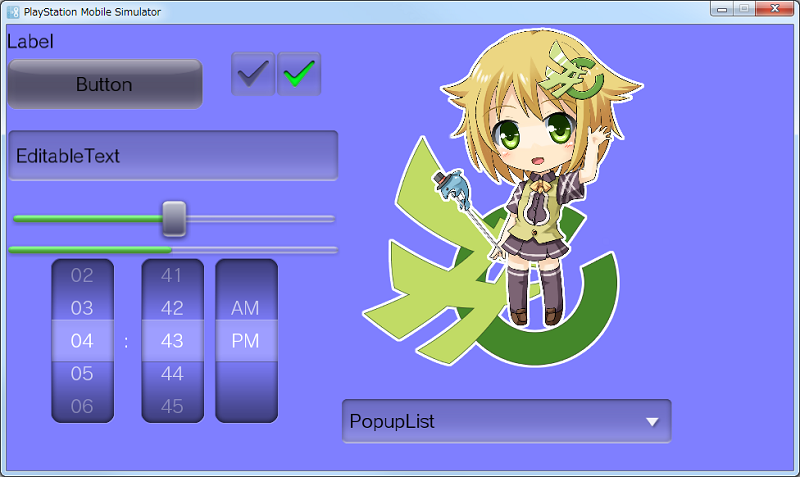 PlayStation Mobile Simulator
Label
Button
EditableText
02 41
03 42 AM
04 : 43 PM
05 44
06 45
PopupList